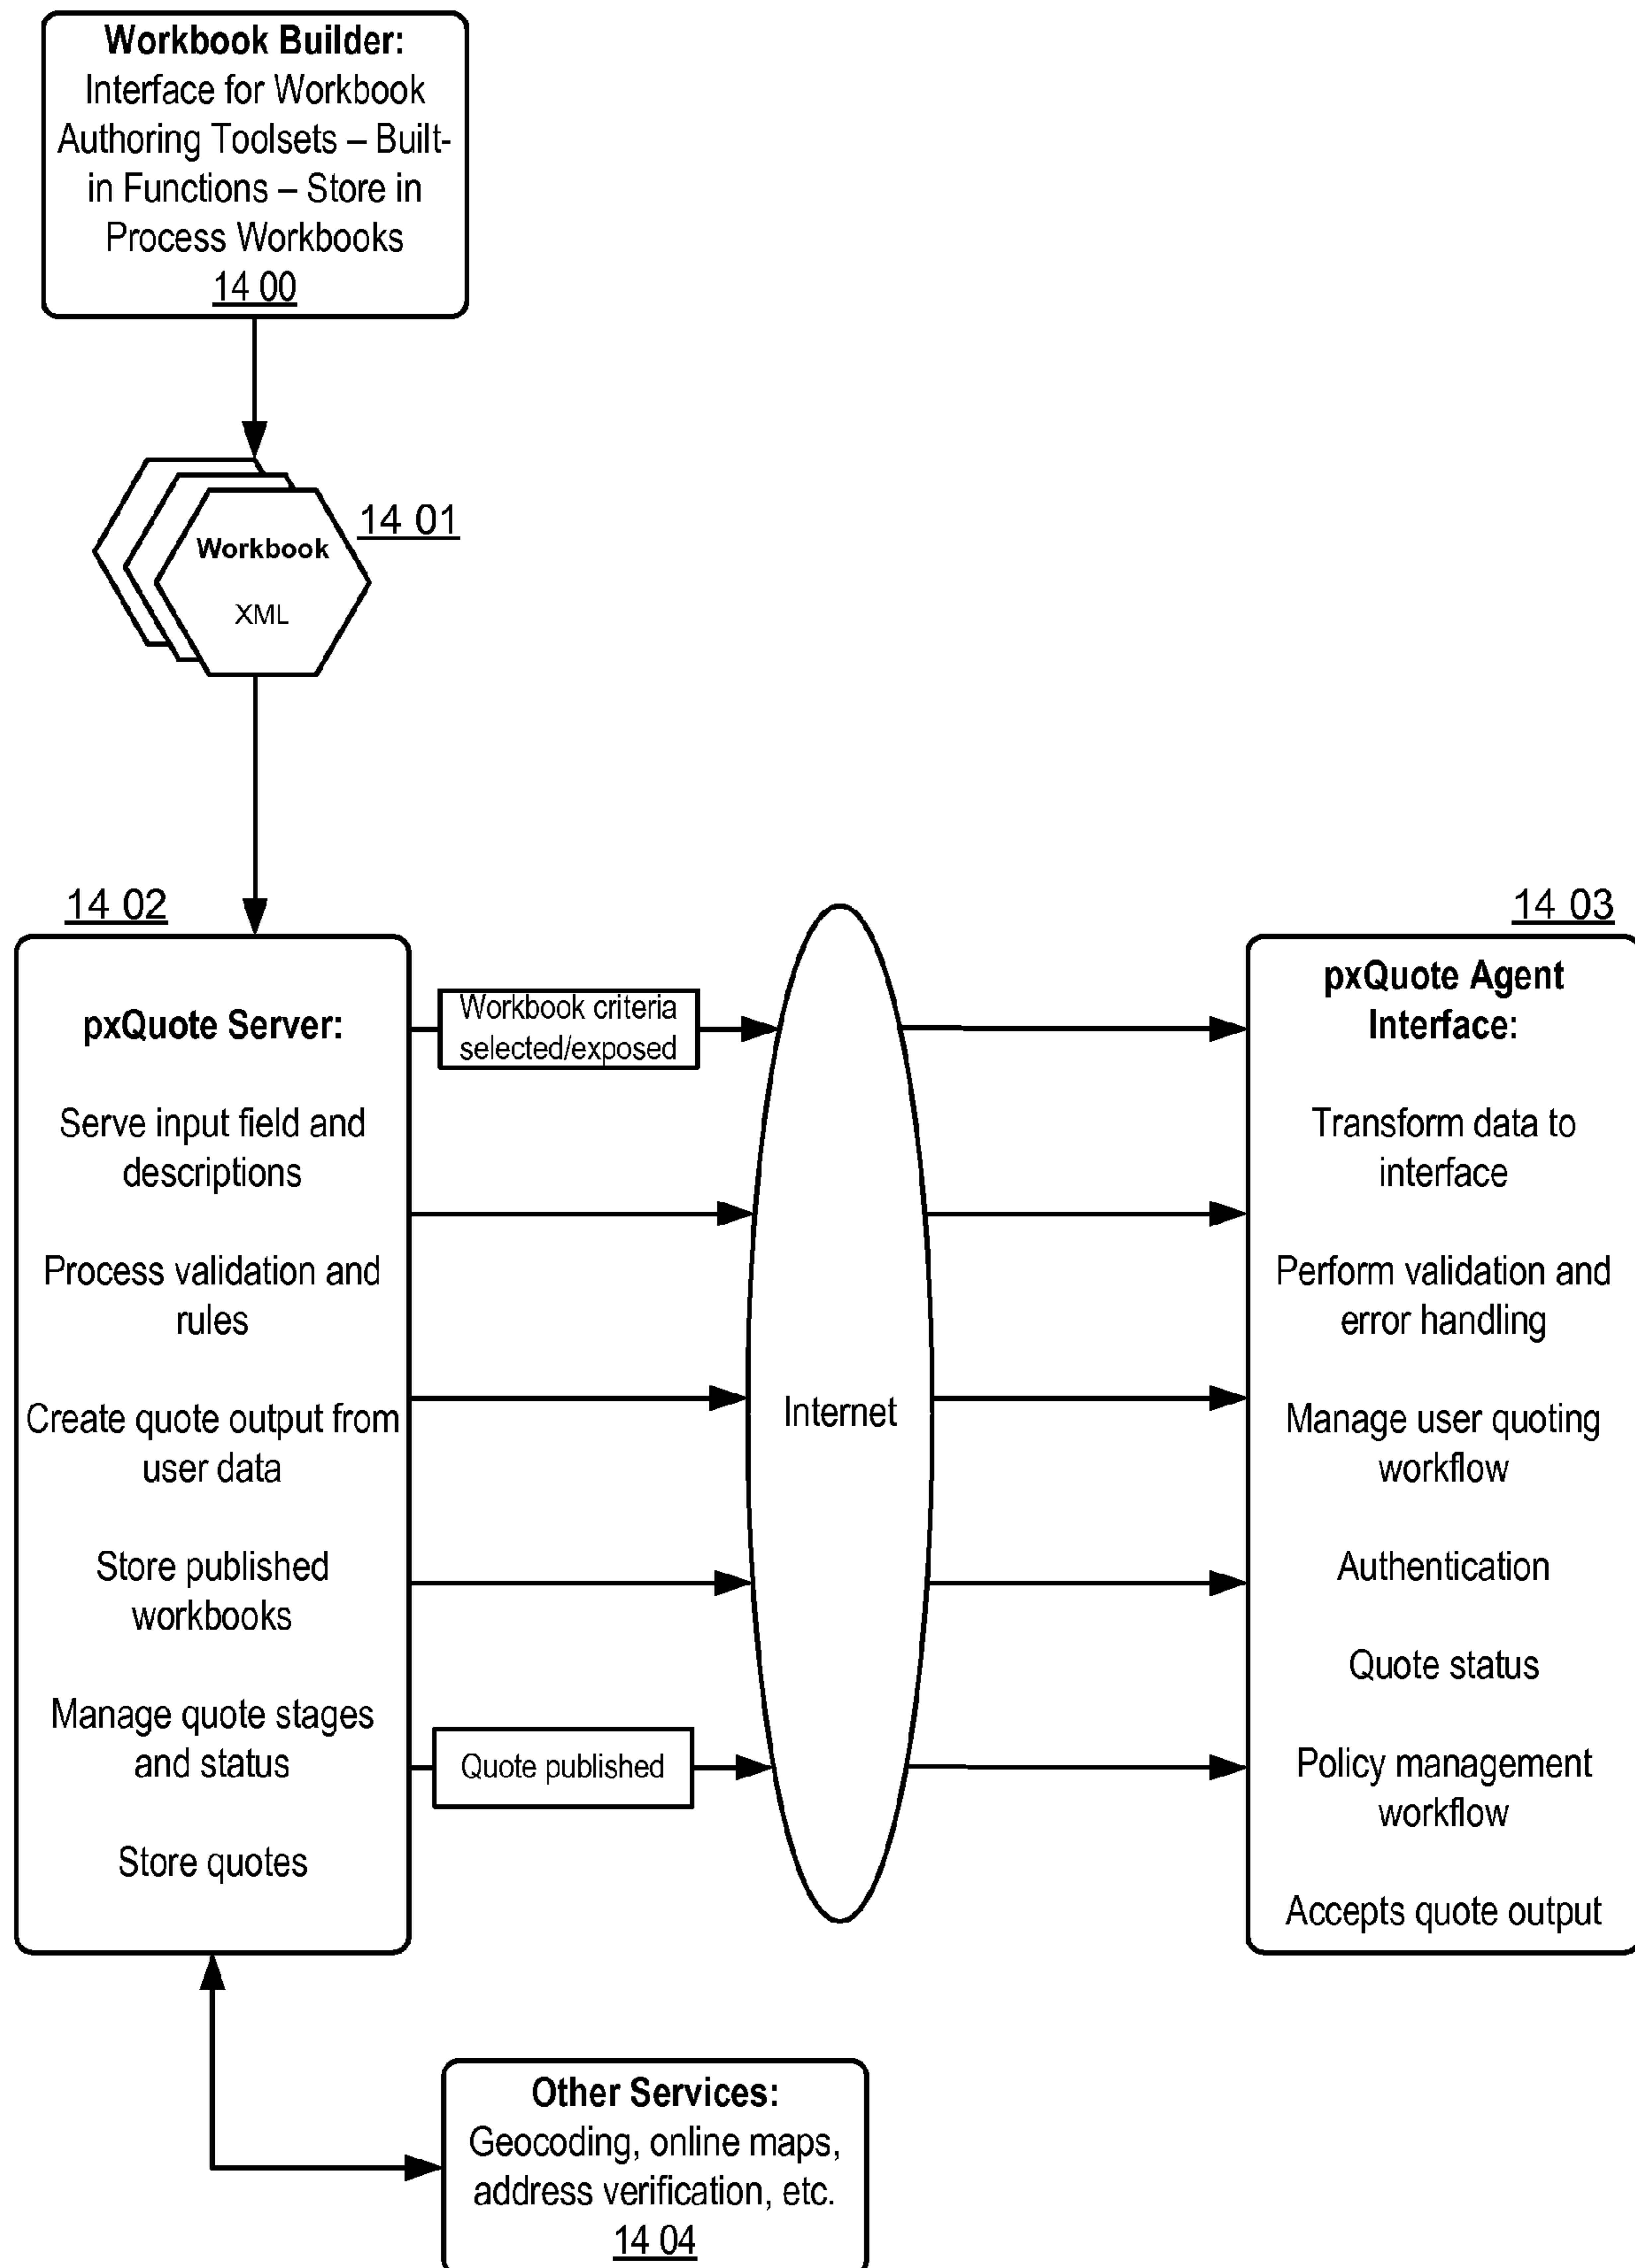 Workbook Builder:
Interface for Workbook
Authoring Toolsets – Built-
in Functions – Store in
Process Workbooks
14 00
14 01
Workbook
XML
14 02
pxQuote Server:
Serve input field and
descriptions
Process validation and
rules
Create quote output from
user data
Store published
workbooks
Manage quote stages
and status
Store quotes
Workbook criteria
selected/exposed
Quote published
Internet
14 03
pxQuote Agent
Interface:
Transform data to
interface
Perform validation and
error handling
Manage user quoting
workflow
Authentication
Quote status
Policy management
workflow
Accepts quote output
Other Services:
Geocoding, online maps,
address verification, etc.
14 04